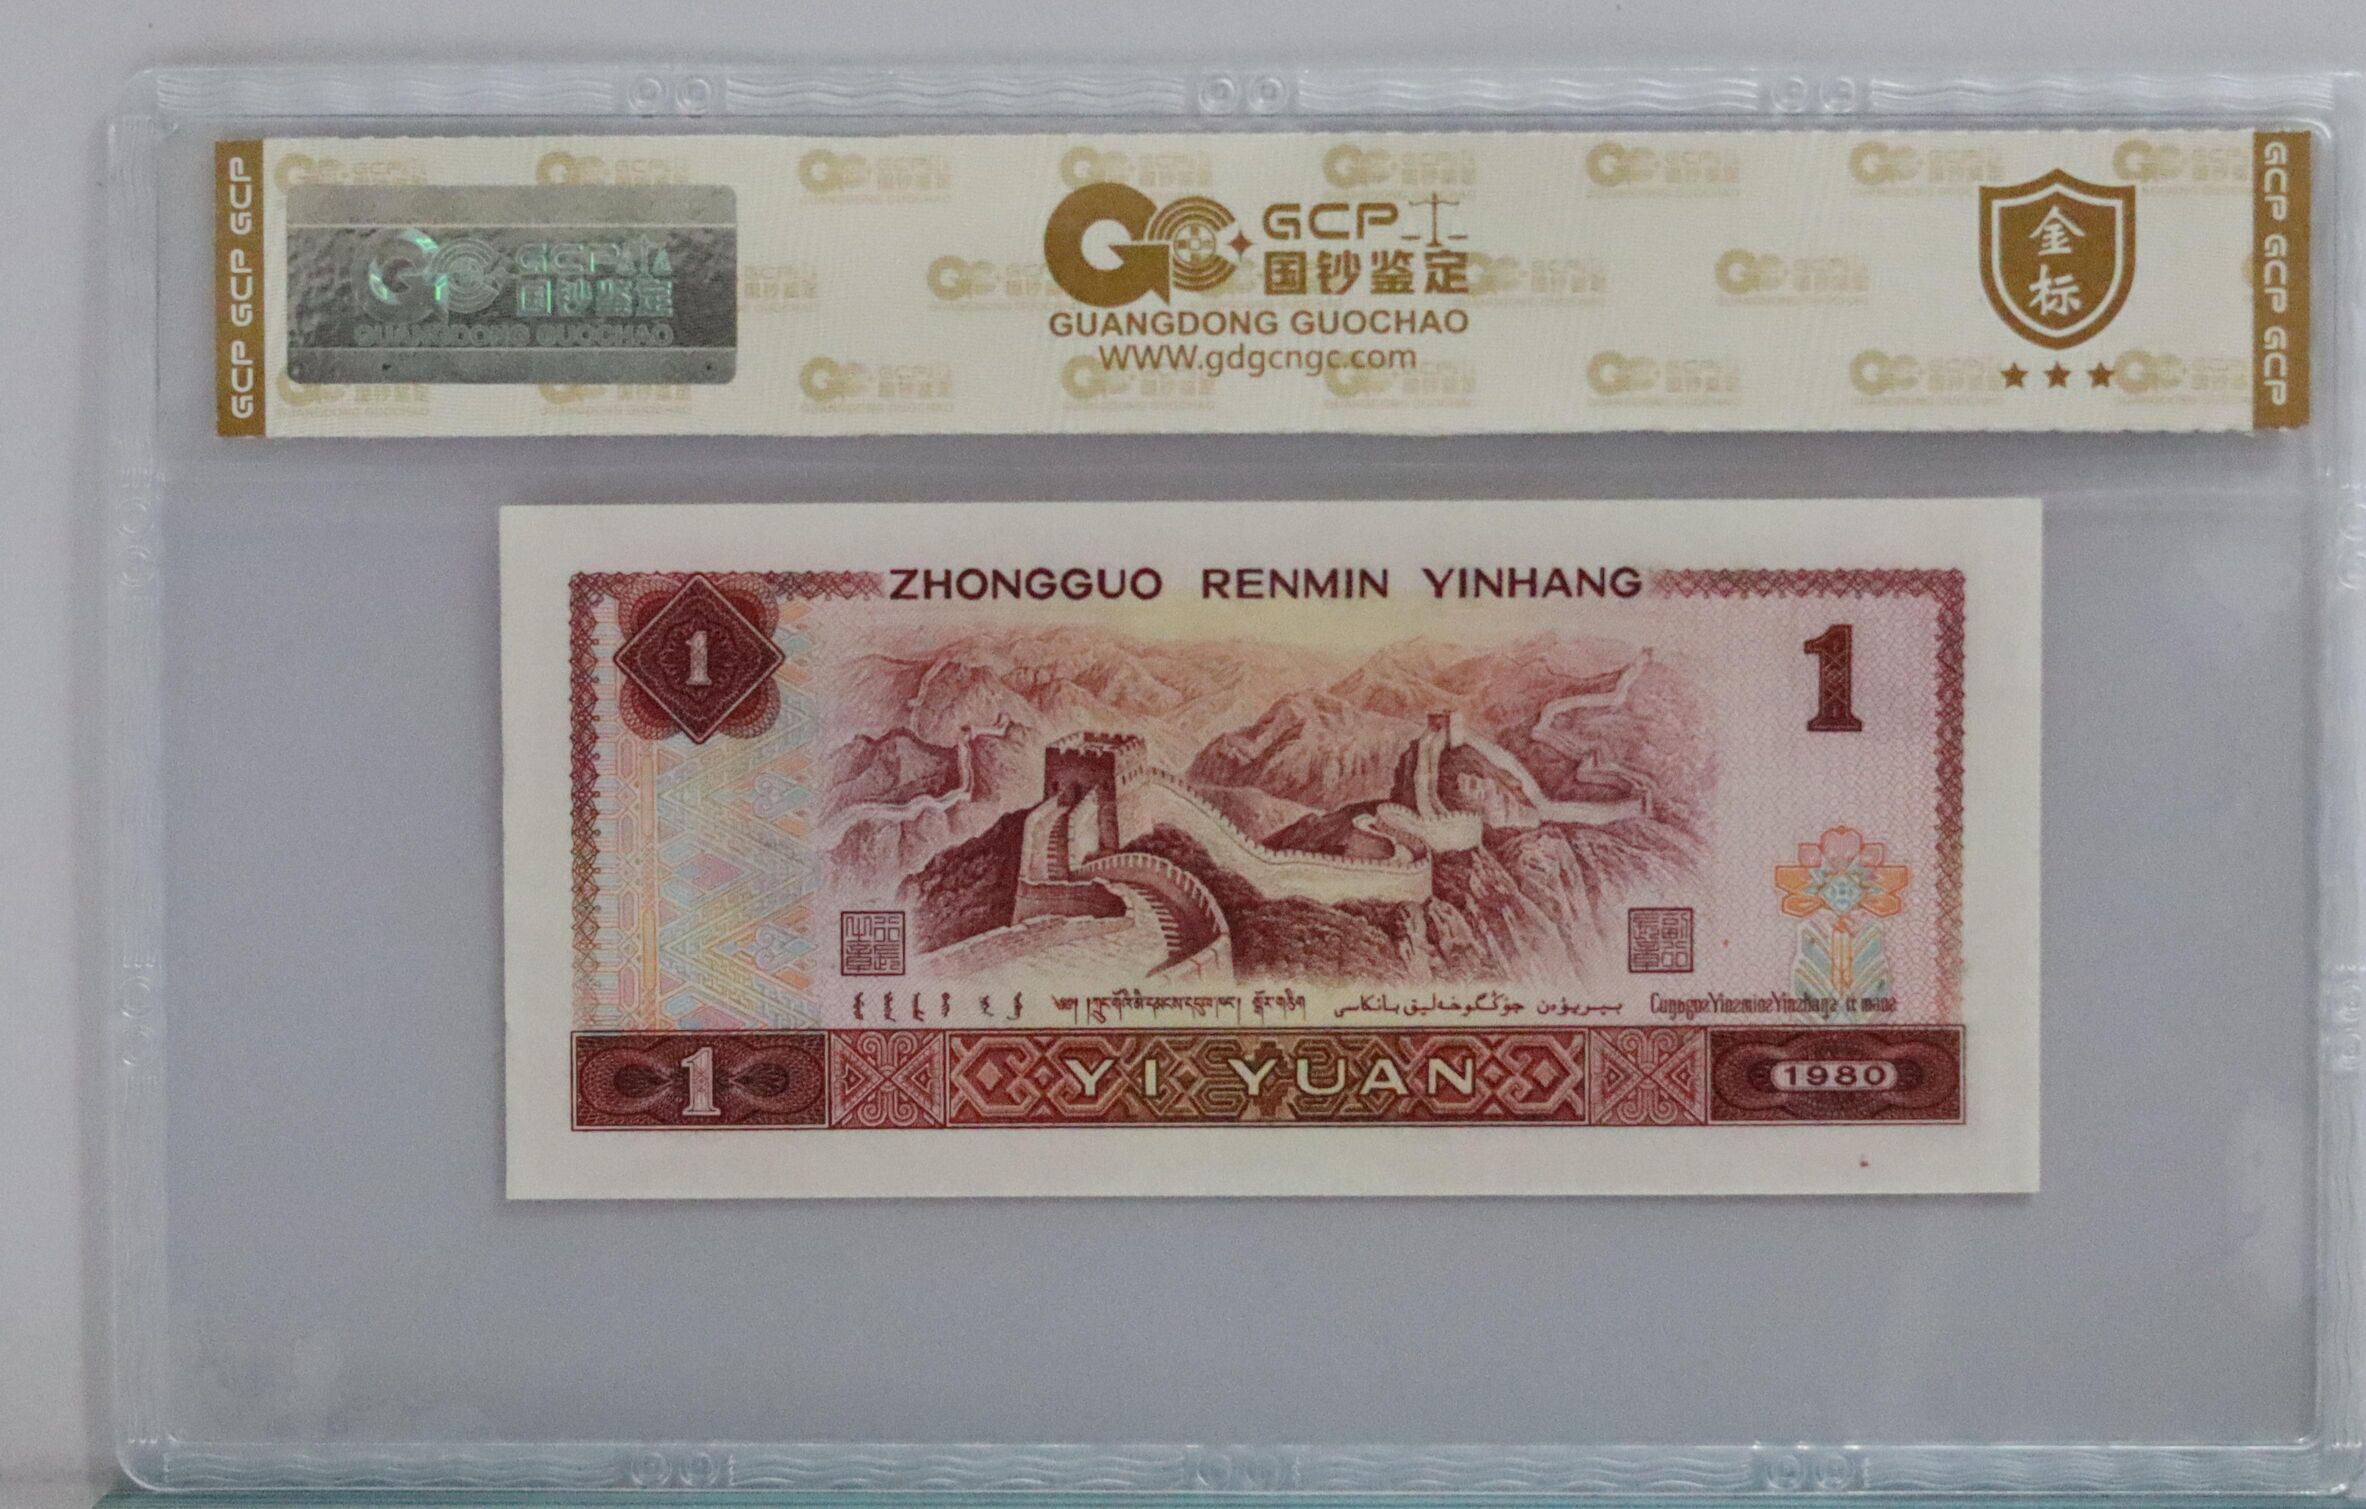 GCP GCP GCP
GCP
国钞鉴定
GUANGDONG GUOCHAO
GCP
国钞鉴定
GUANGDONG GUOCHAO
WWW.gdgcngc.com
金标
GCP GCP GCP
ZHONGGUO RENMIN YINHANG
1
1
1
YI YUAN
1980